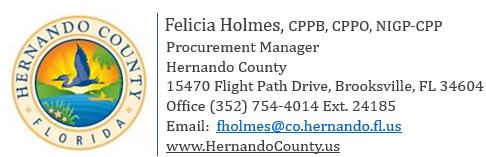 HERNANDO COUNTY
FLORIDA
Felicia Holmes, CPPB, CPPO, NIGP-CPP
Procurement Manager
Hernando County
15470 Flight Path Drive, Brooksville, FL 34604
Office (352) 754-4014 Ext. 24185
Email: fholmes@co.hernando.fl.us
www.HernandoCounty.us